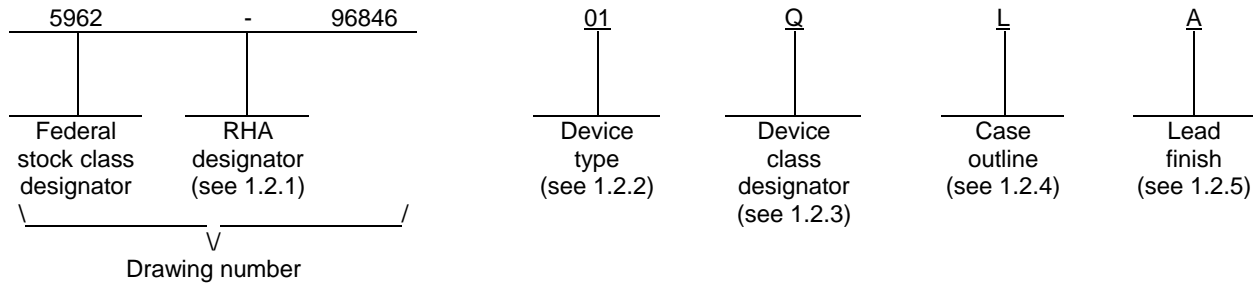 5962 - 96846 01 Q L A
Federal stock class designator
RHA designator (see 1.2.1)
Device type (see 1.2.2)
Device class designator (see 1.2.3)
Case outline (see 1.2.4)
Lead finish (see 1.2.5)
Drawing number